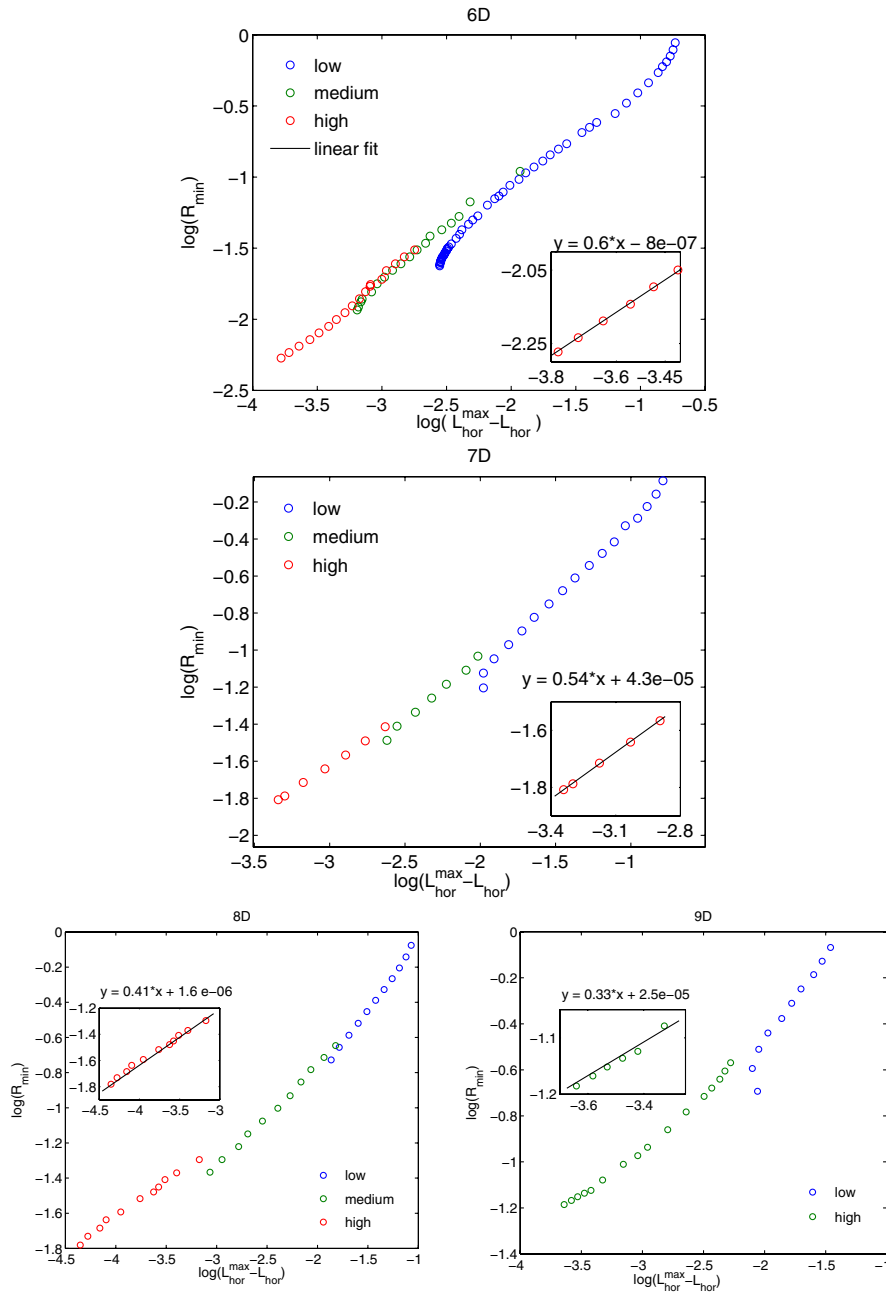 6D
0
−0.5
−1
−1.5
−2
−2.5
log(R_min)
low
medium
high
linear fit
y = 0.6*x − 8e−07
−2.05
−2.25
−3.8 −3.6 −3.45
−4 −3.5 −3 −2.5 −2 −1.5 −1 −0.5
log( L_hor^max−L_hor )
7D
−0.2
−0.4
−0.6
−0.8
−1
−1.2
−1.4
−1.6
−1.8
−2
log(R_min)
low
medium
high
y = 0.54*x + 4.3e−05
−1.6
−1.8
−3.4 −3.1 −2.8
−3.5 −3 −2.5 −2 −1.5 −1
log(L_hor^max−L_hor)
8D
0
−0.2
−0.4
−0.6
−0.8
−1
−1.2
−1.4
−1.6
−1.8
log(R_min)
y = 0.41*x + 1.6 e−06
−1.2
−1.4
−1.6
−1.8
−4.5 −4 −3.5 −3
low
medium
high
−4.5 −4 −3.5 −3 −2.5 −2 −1.5 −1
log(L_hor^max−L_hor)
9D
0
−0.2
−0.4
−0.6
−0.8
−1
−1.2
−1.4
log(R_min)
y = 0.33*x + 2.5e−05
−1.1
−1.2
−3.6 −3.4
low
high
−4 −3.5 −3 −2.5 −2 −1.5 −1
log(L_hor^max−L_hor)